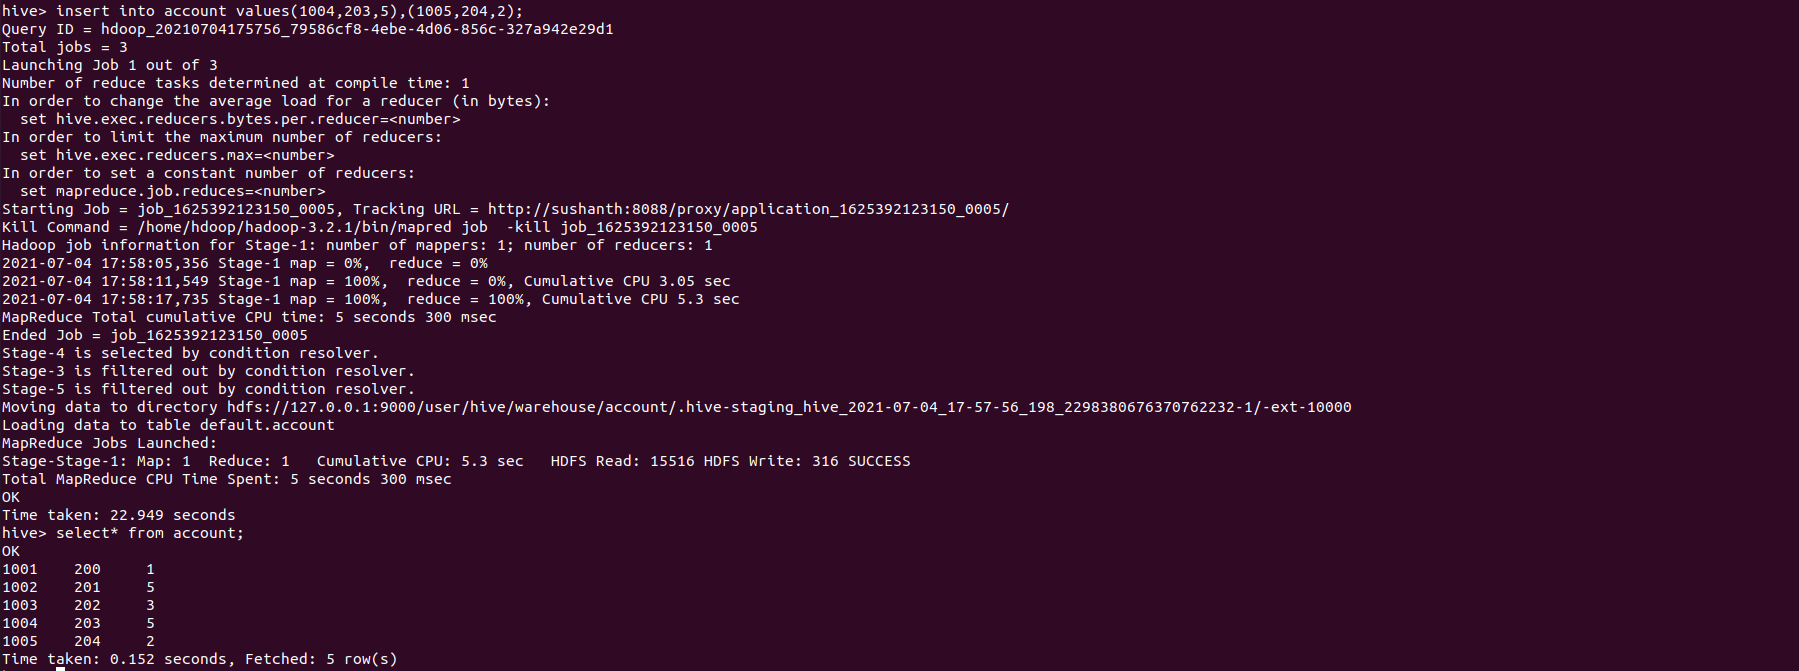 hive> insert into account values(1004,203,5),(1005,204,2);
Query ID = hdoop_20210704175756_79586cf8-4ebe-4d06-856c-327a942e29d1
Total jobs = 3
Launching Job 1 out of 3
Number of reduce tasks determined at compile time: 1
In order to change the average load for a reducer (in bytes):
  set hive.exec.reducers.bytes.per.reducer=<number>
In order to limit the maximum number of reducers:
  set hive.exec.reducers.max=<number>
In order to set a constant number of reducers:
  set mapreduce.job.reduces=<number>
Starting Job = job_1625392123150_0005, Tracking URL = http://sushanth:8088/proxy/application_1625392123150_0005/
Kill Command = /home/hdoop/hadoop-3.2.1/bin/mapred job  -kill job_1625392123150_0005
Hadoop job information for Stage-1: number of mappers: 1; number of reducers: 1
2021-07-04 17:58:05,356 Stage-1 map = 0%,  reduce = 0%
2021-07-04 17:58:11,549 Stage-1 map = 100%,  reduce = 0%, Cumulative CPU 3.05 sec
2021-07-04 17:58:17,735 Stage-1 map = 100%,  reduce = 100%, Cumulative CPU 5.3 sec
MapReduce Total cumulative CPU time: 5 seconds 300 msec
Ended Job = job_1625392123150_0005
Stage-4 is selected by condition resolver.
Stage-3 is filtered out by condition resolver.
Stage-5 is filtered out by condition resolver.
Moving data to directory hdfs://127.0.0.1:9000/user/hive/warehouse/account/.hive-staging_hive_2021-07-04_17-57-56_198_2298380676370762232-1/-ext-10000
Loading data to table default.account
MapReduce Jobs Launched:
Stage-Stage-1: Map: 1  Reduce: 1   Cumulative CPU: 5.3 sec   HDFS Read: 15516 HDFS Write: 316 SUCCESS
Total MapReduce CPU Time Spent: 5 seconds 300 msec
OK
Time taken: 22.949 seconds
hive> select* from account;
OK
1001    200     1
1002    201     5
1003    202     3
1004    203     5
1005    204     2
Time taken: 0.152 seconds, Fetched: 5 row(s)